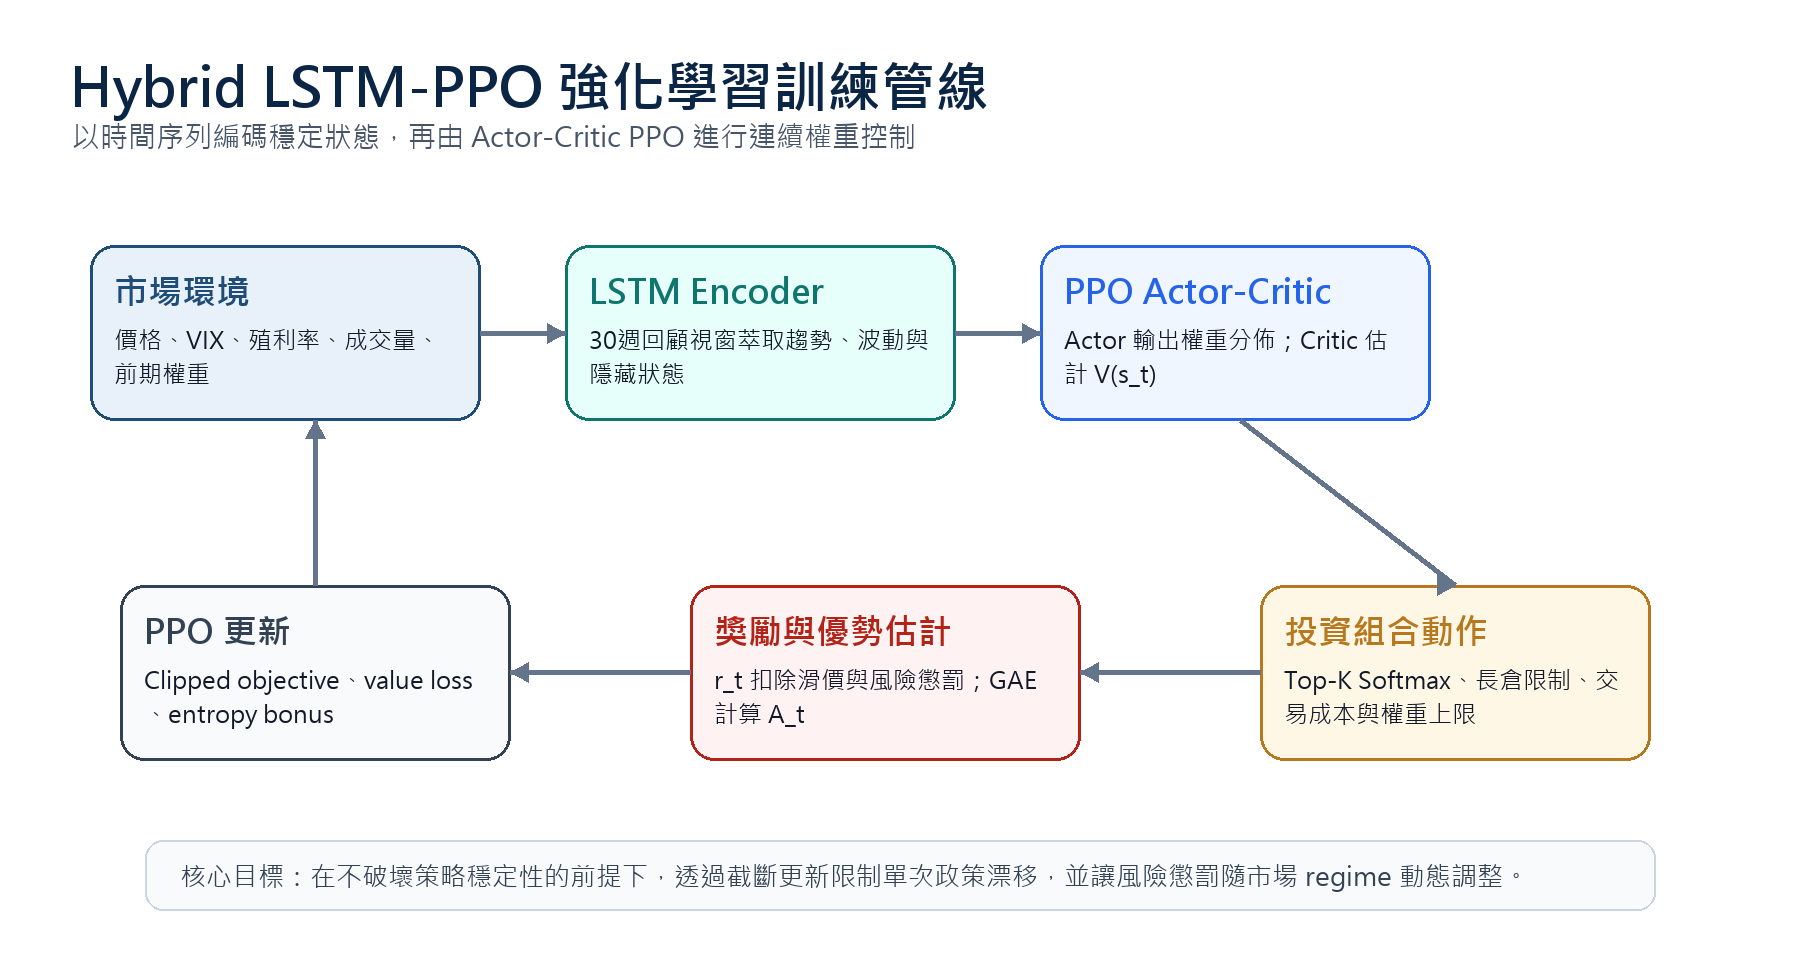 Hybrid LSTM-PPO 強化學習訓練管線
以時間序列編碼穩定狀態，再由 Actor-Critic PPO 進行連續權重控制
市場環境
價格、VIX、殖利率、成交量、
前期權重
LSTM Encoder
30週回顧視窗萃取趨勢、波動與
隱藏狀態
PPO Actor-Critic
Actor 輸出權重分佈；Critic 估
計 V(s_t)
PPO 更新
Clipped objective、value loss
、entropy bonus
獎勵與優勢估計
r_t 扣除滑價與風險懲罰；GAE
計算 A_t
投資組合動作
Top-K Softmax、長倉限制、交
易成本與權重上限
核心目標：在不破壞策略穩定性的前提下，透過截斷更新限制單次政策漂移，並讓風險懲罰隨市場 regime 動態調整。